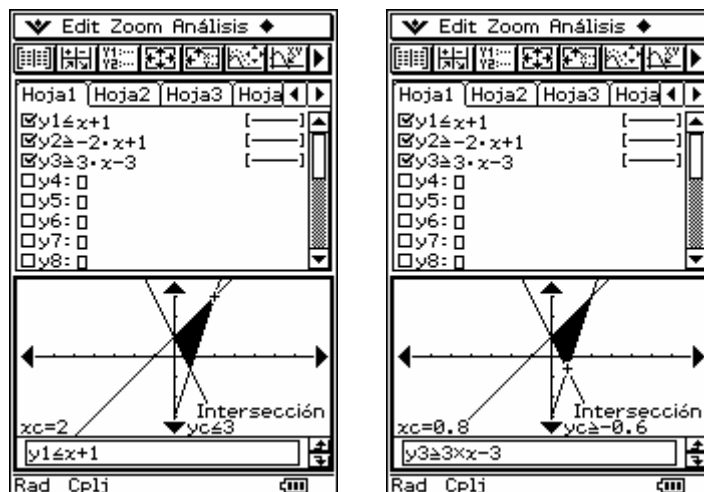 Edit Zoom Análisis ◆
Hoja1 Hoja2 Hoja3 Hoja
y1≤x+1 [——]
y2≥-2·x+1 [——]
y3≥3·x-3 [——]
y4:▯
y5:▯
y6:▯
y7:▯
y8:▯
Intersección
xc=2 yc≤3
y1≤x+1
Rad Cplj
Edit Zoom Análisis ◆
Hoja1 Hoja2 Hoja3 Hoja
y1≤x+1 [——]
y2≥-2·x+1 [——]
y3≥3·x-3 [——]
y4:▯
y5:▯
y6:▯
y7:▯
y8:▯
Intersección
xc=0.8 yc≥-0.6
y3≥3×x-3
Rad Cplj